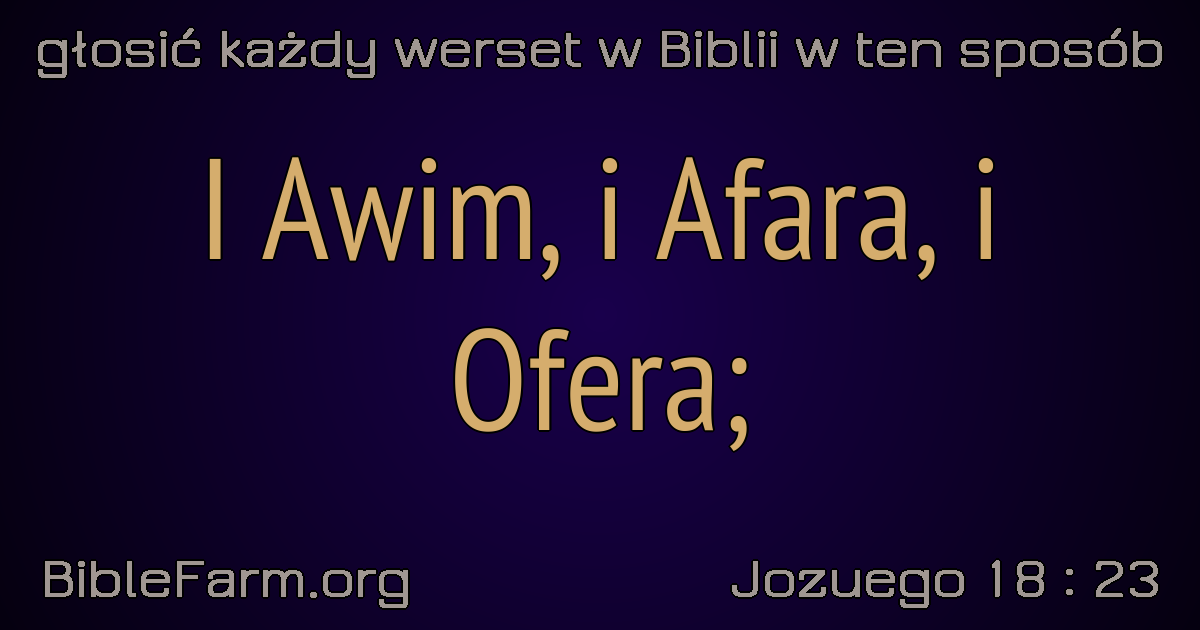 głosić każdy werset w Biblii w ten sposób
I Awim, i Afara, i
Ofera;
BibleFarm.org
Jozuego 18 : 23